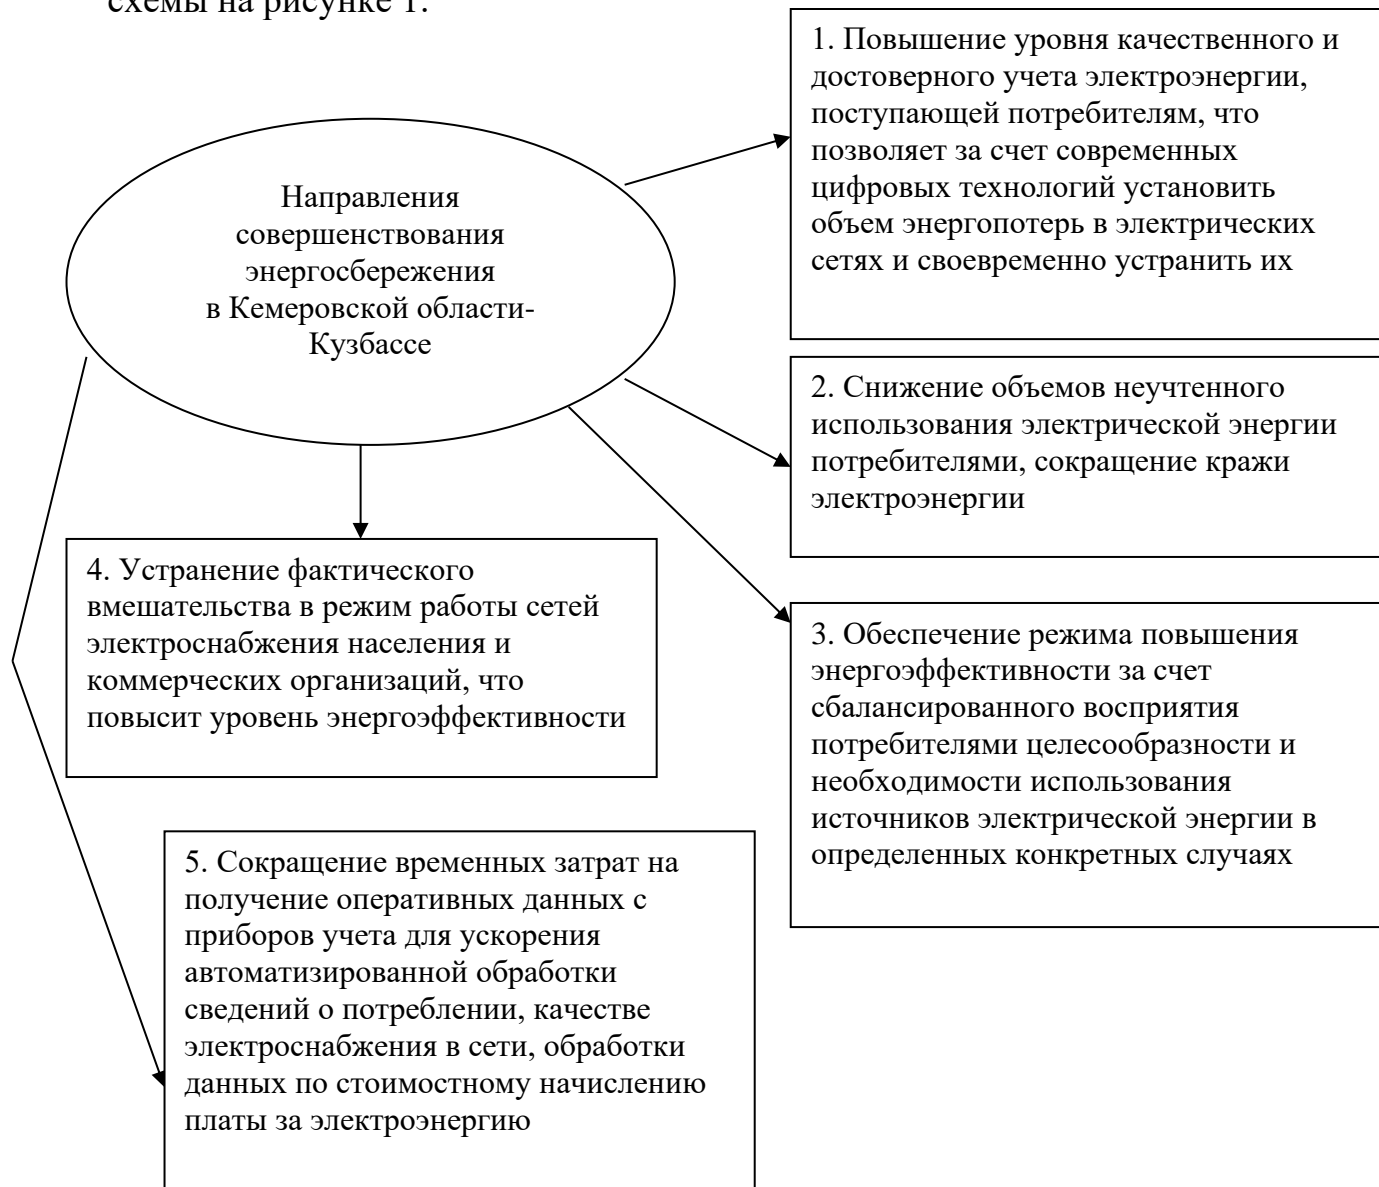 схемы на рисунке 1.
Направления
совершенствования
энергосбережения
в Кемеровской области-
Кузбассе
1. Повышение уровня качественного и
достоверного учета электроэнергии,
поступающей потребителям, что
позволяет за счет современных
цифровых технологий установить
объем энергопотерь в электрических
сетях и своевременно устранить их
2. Снижение объемов неучтенного
использования электрической энергии
потребителями, сокращение кражи
электроэнергии
3. Обеспечение режима повышения
энергоэффективности за счет
сбалансированного восприятия
потребителями целесообразности и
необходимости использования
источников электрической энергии в
определенных конкретных случаях
4. Устранение фактического
вмешательства в режим работы сетей
электроснабжения населения и
коммерческих организаций, что
повысит уровень энергоэффективности
5. Сокращение временных затрат на
получение оперативных данных с
приборов учета для ускорения
автоматизированной обработки
сведений о потреблении, качестве
электроснабжения в сети, обработки
данных по стоимостному начислению
платы за электроэнергию